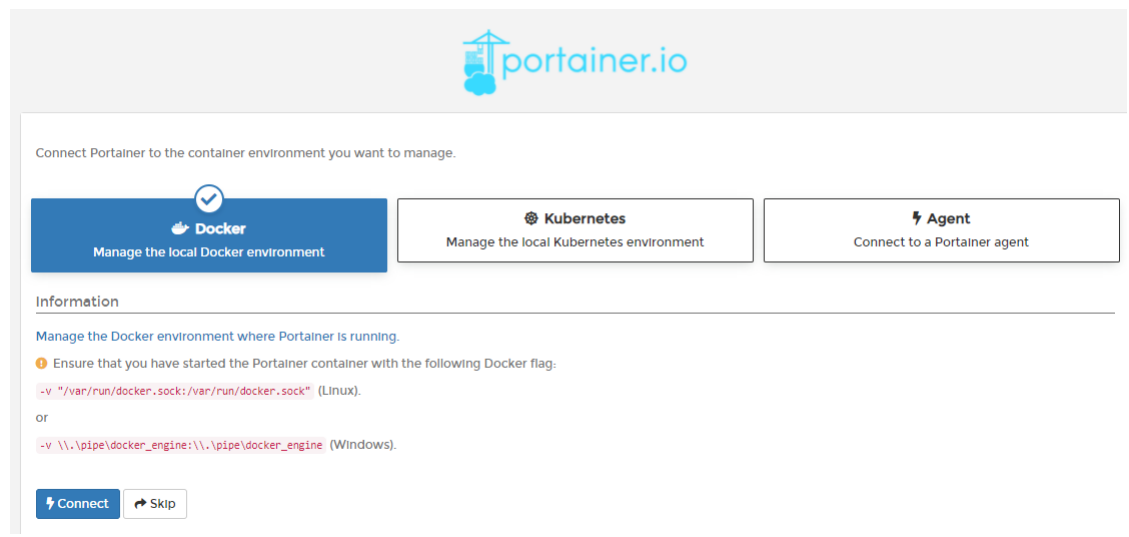 portainer.io
Connect Portainer to the container environment you want to manage.
Docker
Manage the local Docker environment
Kubernetes
Manage the local Kubernetes environment
Agent
Connect to a Portainer agent
Information
Manage the Docker environment where Portainer is running.
Ensure that you have started the Portainer container with the following Docker flag:
-v "/var/run/docker.sock:/var/run/docker.sock" (Linux).
or
-v \\.\pipe\docker_engine:\\.\pipe\docker_engine (Windows).
Connect
Skip